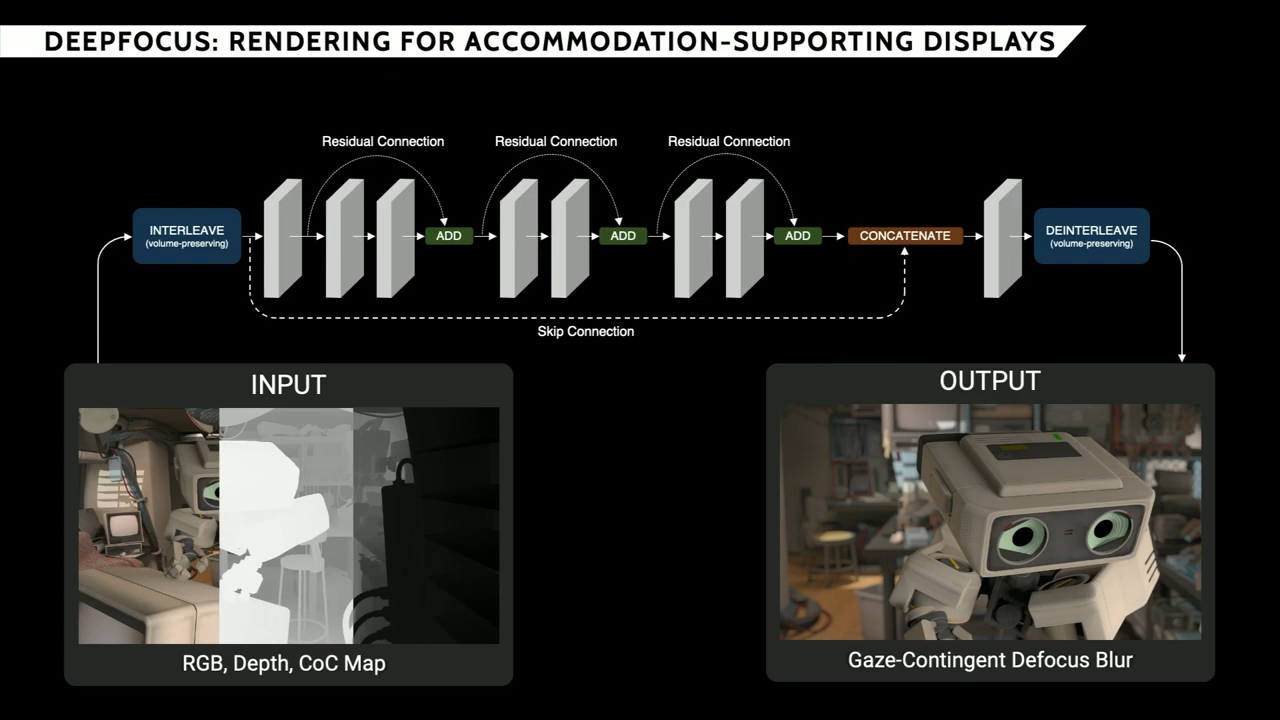 DEEPFOCUS: RENDERING FOR ACCOMMODATION-SUPPORTING DISPLAYS
Residual Connection
Residual Connection
Residual Connection
INTERLEAVE
(volume-preserving)
ADD
ADD
ADD
CONCATENATE
DEINTERLEAVE
(volume-preserving)
Skip Connection
INPUT
RGB, Depth, CoC Map
OUTPUT
Gaze-Contingent Defocus Blur